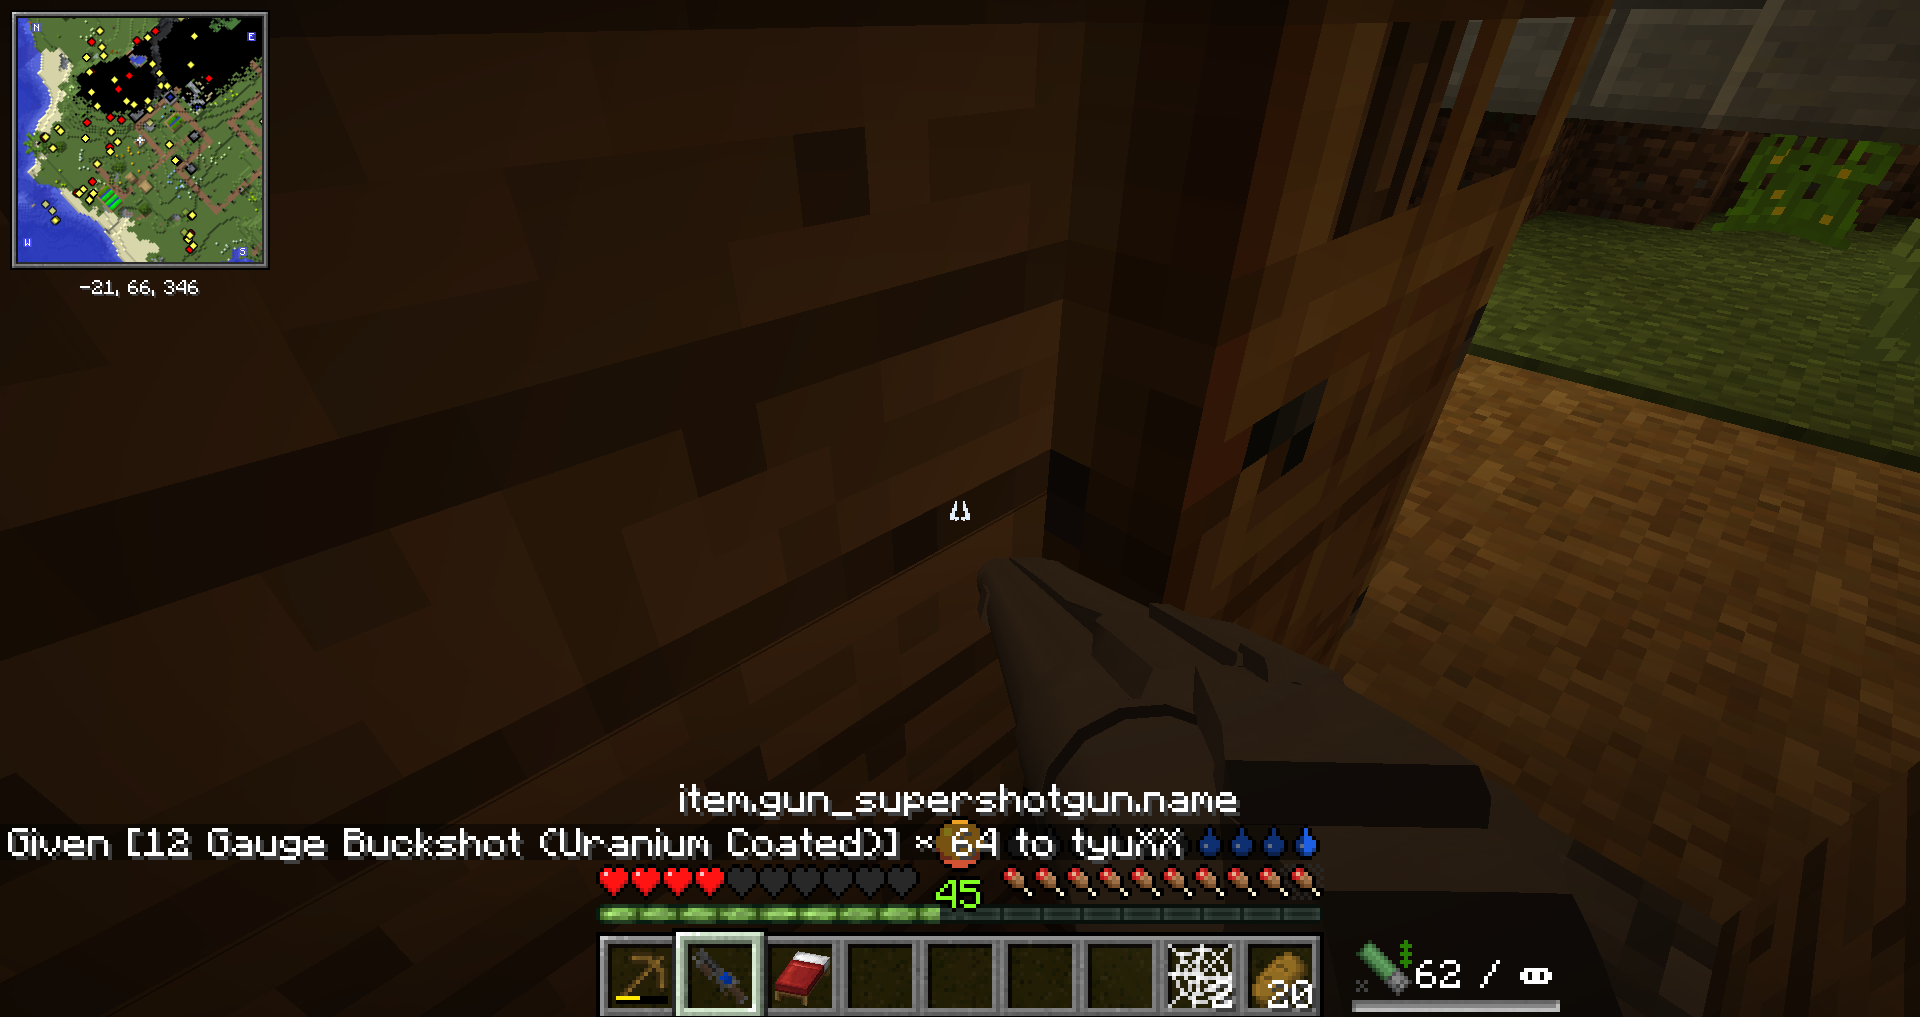 N
E
W
S
-21, 66, 346
item.gun_supershotgun.name
Given [12 Gauge Buckshot (Uranium Coated)] × 64 to tyuXX
45
62 / ∞
2
20